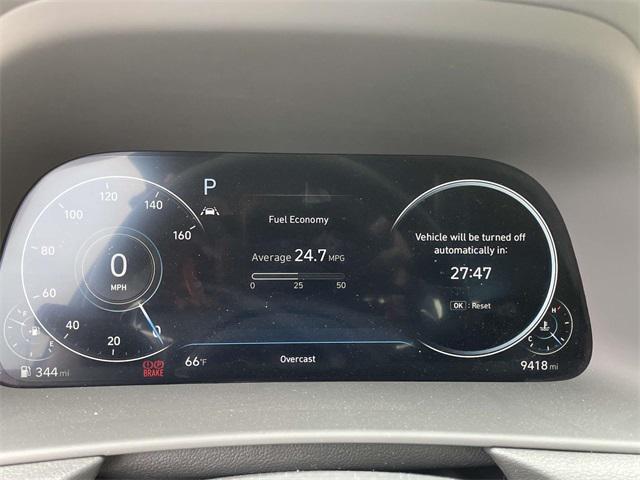 P
120
100
140
80
160
60
40
20
0
MPH
0
F
E
344 mi
BRAKE
66°F
Fuel Economy
Average 24.7 MPG
0 25 50
Overcast
Vehicle will be turned off
automatically in:
27:47
OK : Reset
H
C
9418 mi